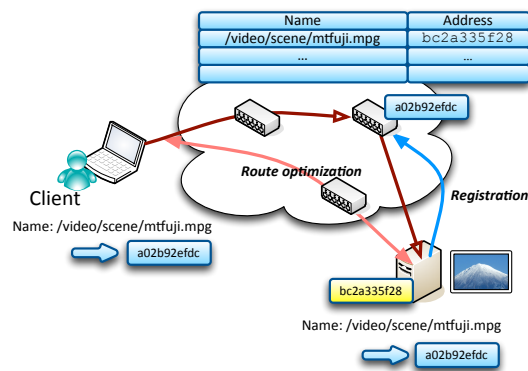 Name Address
/video/scene/mtfuji.mpg bc2a335f28
... ...
a02b92efdc
Route optimization
Client
Registration
Name: /video/scene/mtfuji.mpg
a02b92efdc
bc2a335f28
Name: /video/scene/mtfuji.mpg
a02b92efdc